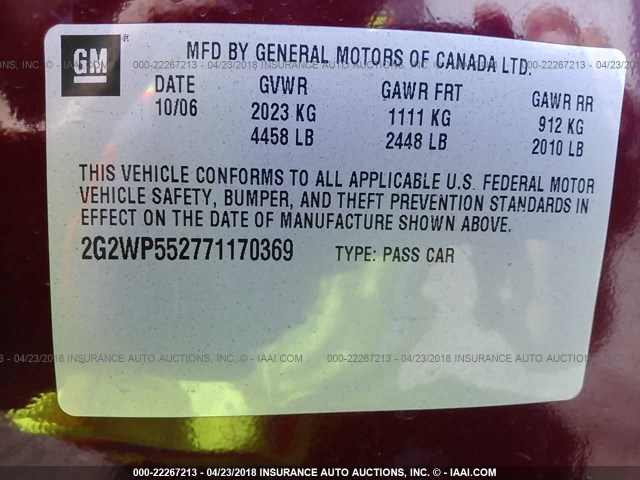 GM
MFD BY GENERAL MOTORS OF CANADA LTD.
DATE GVWR GAWR FRT GAWR RR
10/06 2023 KG 1111 KG 912 KG
4458 LB 2448 LB 2010 LB
THIS VEHICLE CONFORMS TO ALL APPLICABLE U.S. FEDERAL MOTOR
VEHICLE SAFETY, BUMPER, AND THEFT PREVENTION STANDARDS IN
EFFECT ON THE DATE OF MANUFACTURE SHOWN ABOVE.
2G2WP552771170369 TYPE: PASS CAR
000-22267213 - 04/23/2018 INSURANCE AUTO AUCTIONS, INC. - © IAAI.COM